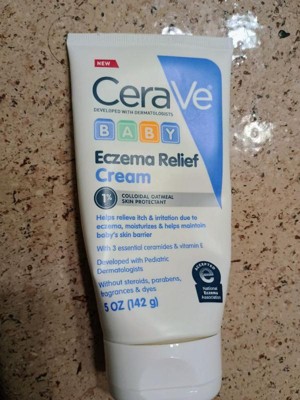 NEW
CeraVe
DEVELOPED WITH DERMATOLOGISTS
BABY
Eczema Relief
Cream
1%
COLLOIDAL OATMEAL
SKIN PROTECTANT
Helps relieve itch & irritation due to
eczema, moisturizes & helps maintain
baby's skin barrier
With 3 essential ceramides & vitamin E
Developed with Pediatric
Dermatologists
Without steroids, parabens,
fragrances & dyes
5 OZ (142 g)
ACCEPTED
National
Eczema
Association